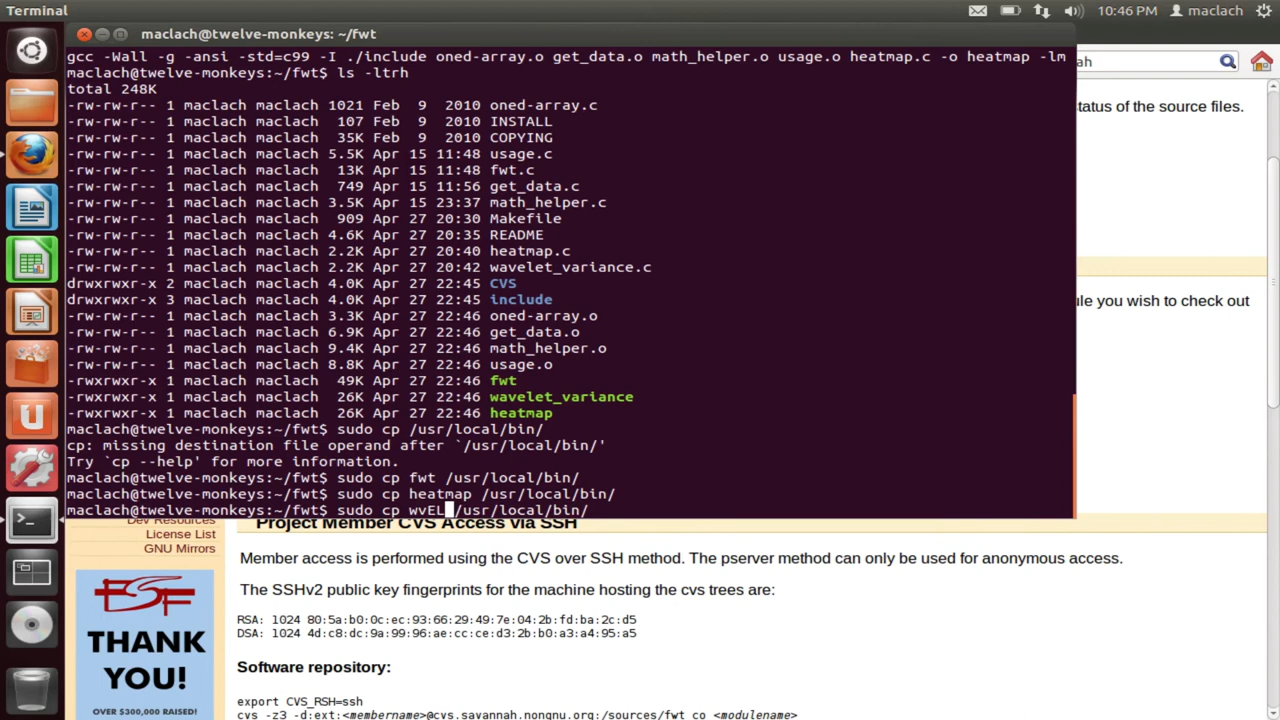 Terminal
10:46 PM maclach
maclach@twelve-monkeys: ~/fwt
gcc -Wall -g -ansi -std=c99 -I ./include oned-array.o get_data.o math_helper.o usage.o heatmap.c -o heatmap -lm
maclach@twelve-monkeys:~/fwt$ ls -ltrh
total 248K
-rw-rw-r-- 1 maclach maclach 1021 Feb 9 2010 oned-array.c
-rw-rw-r-- 1 maclach maclach 107 Feb 9 2010 INSTALL
-rw-rw-r-- 1 maclach maclach 35K Feb 9 2010 COPYING
-rw-rw-r-- 1 maclach maclach 5.5K Apr 15 11:48 usage.c
-rw-rw-r-- 1 maclach maclach 13K Apr 15 11:48 fwt.c
-rw-rw-r-- 1 maclach maclach 749 Apr 15 11:56 get_data.c
-rw-rw-r-- 1 maclach maclach 3.5K Apr 15 23:37 math_helper.c
-rw-rw-r-- 1 maclach maclach 909 Apr 27 20:30 Makefile
-rw-rw-r-- 1 maclach maclach 4.6K Apr 27 20:35 README
-rw-rw-r-- 1 maclach maclach 2.2K Apr 27 20:40 heatmap.c
-rw-rw-r-- 1 maclach maclach 2.2K Apr 27 20:42 wavelet_variance.c
drwxrwxr-x 2 maclach maclach 4.0K Apr 27 22:45 CVS
drwxrwxr-x 3 maclach maclach 4.0K Apr 27 22:45 include
-rw-rw-r-- 1 maclach maclach 3.3K Apr 27 22:46 oned-array.o
-rw-rw-r-- 1 maclach maclach 6.9K Apr 27 22:46 get_data.o
-rw-rw-r-- 1 maclach maclach 9.4K Apr 27 22:46 math_helper.o
-rw-rw-r-- 1 maclach maclach 8.8K Apr 27 22:46 usage.o
-rwxrwxr-x 1 maclach maclach 49K Apr 27 22:46 fwt
-rwxrwxr-x 1 maclach maclach 26K Apr 27 22:46 wavelet_variance
-rwxrwxr-x 1 maclach maclach 26K Apr 27 22:46 heatmap
maclach@twelve-monkeys:~/fwt$ sudo cp /usr/local/bin/
cp: missing destination file operand after `/usr/local/bin/'
Try `cp --help' for more information.
maclach@twelve-monkeys:~/fwt$ sudo cp fwt /usr/local/bin/
maclach@twelve-monkeys:~/fwt$ sudo cp heatmap /usr/local/bin/
maclach@twelve-monkeys:~/fwt$ sudo cp wvEL /usr/local/bin/
ah
tatus of the source files.
ule you wish to check out
Dev Resources
License List
GNU Mirrors
FSF
THANK
YOU!
OVER $300,000 RAISED!
Project Member CVS Access via SSH
Member access is performed using the CVS over SSH method. The pserver method can only be used for anonymous access.
The SSHv2 public key fingerprints for the machine hosting the cvs trees are:
RSA: 1024 80:5a:b0:0c:ec:93:66:29:49:7e:04:2b:fd:ba:2c:d5
DSA: 1024 4d:c8:dc:9a:99:96:ae:cc:ce:d3:2b:b0:a3:a4:95:a5
Software repository:
export CVS_RSH=ssh
cvs -z3 -d:ext:<membername>@cvs.savannah.nongnu.org:/sources/fwt co <modulename>